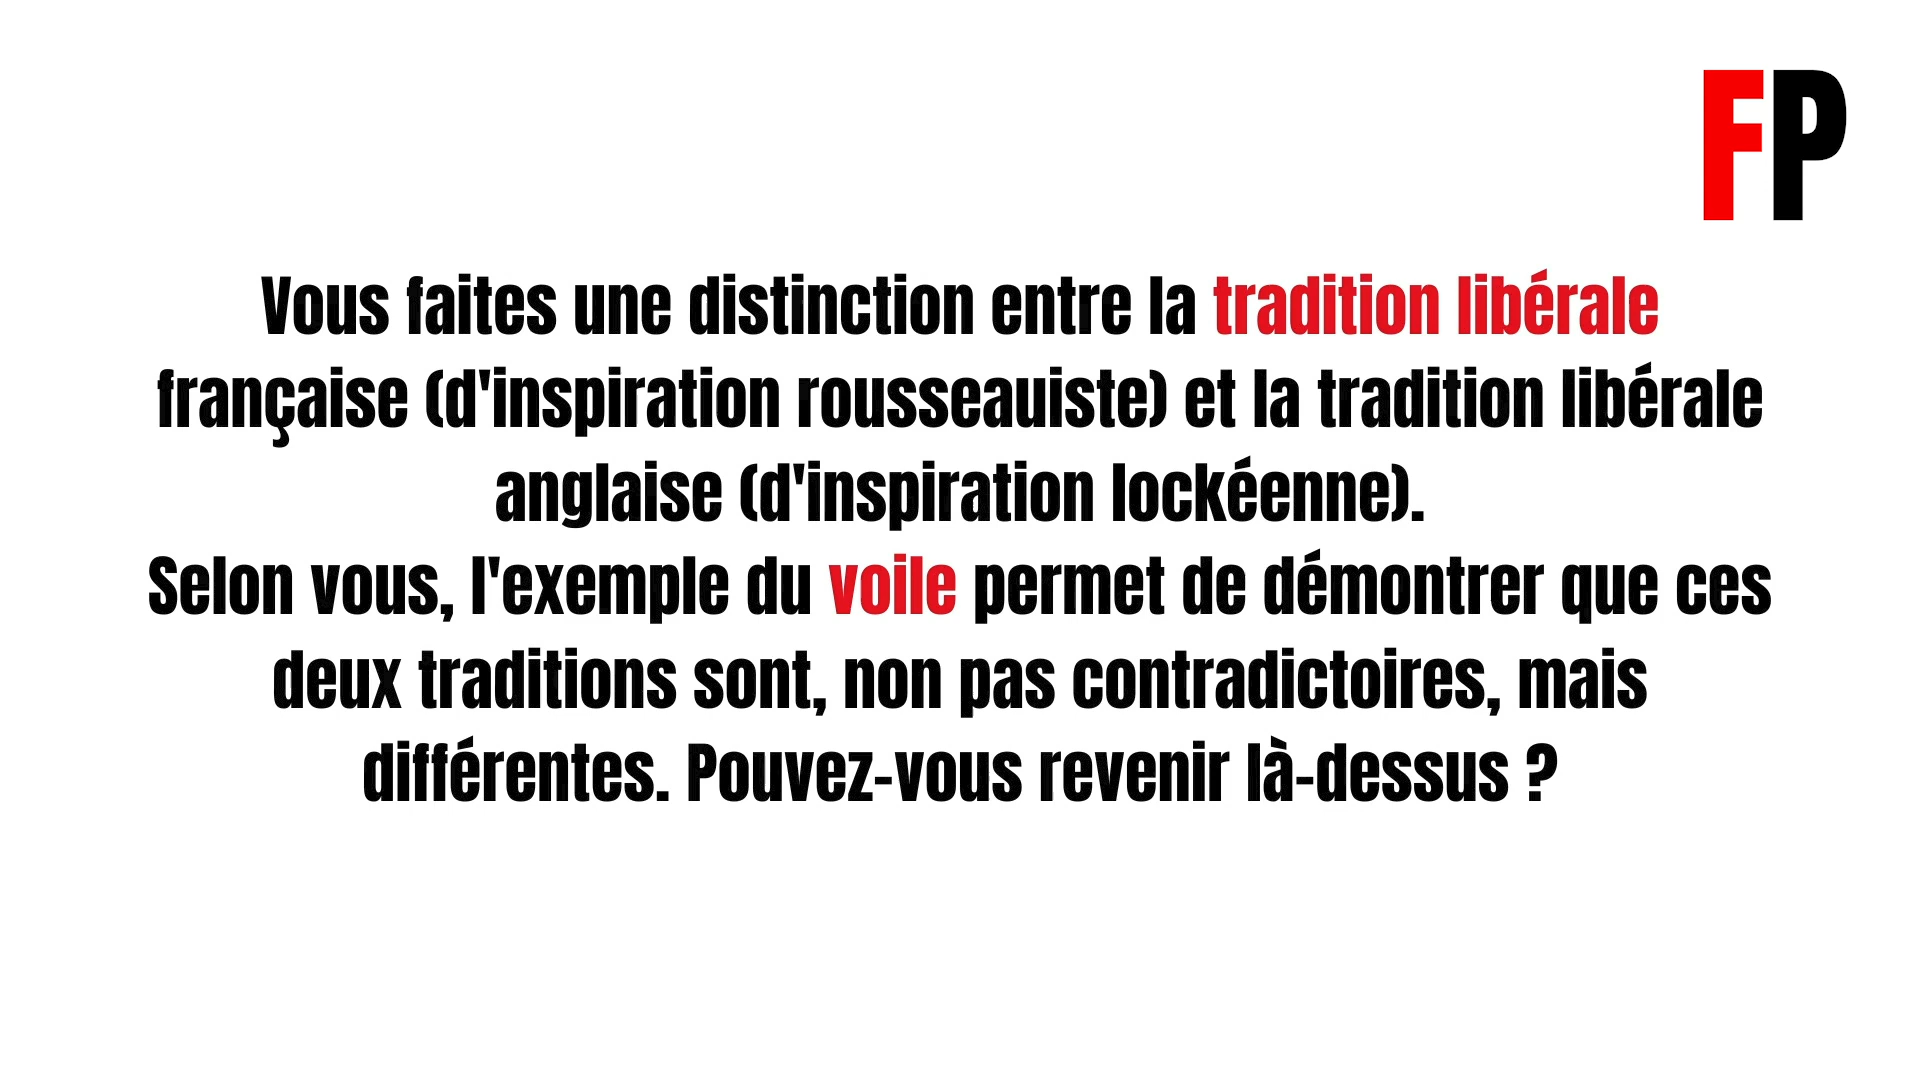 FP
Vous faites une distinction entre la tradition libérale
française (d'inspiration rousseauiste) et la tradition libérale
anglaise (d'inspiration lockéenne).
Selon vous, l'exemple du voile permet de démontrer que ces
deux traditions sont, non pas contradictoires, mais
différentes. Pouvez-vous revenir là-dessus ?